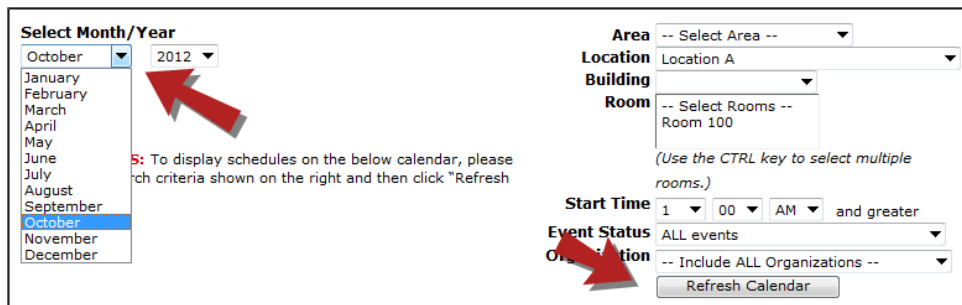 Select Month/Year
October 2012
January
February
March
April
May
June
July
August
September
October
November
December
S: To display schedules on the below calendar, please
rch criteria shown on the right and then click "Refresh
Area -- Select Area --
Location Location A
Building
Room -- Select Rooms --
Room 100
(Use the CTRL key to select multiple
rooms.)
Start Time 1 00 AM and greater
Event Status ALL events
-- Include ALL Organizations --
Refresh Calendar